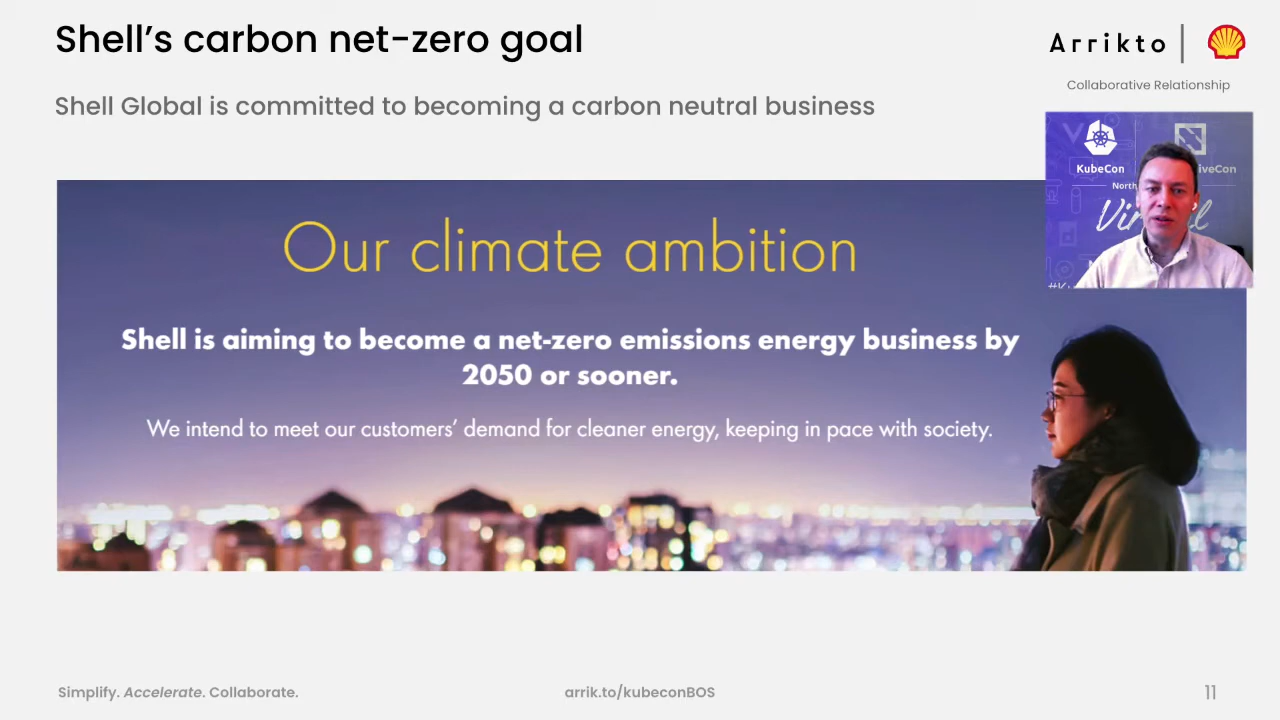 Shell's carbon net-zero goal
Arrikto
Collaborative Relationship
Shell Global is committed to becoming a carbon neutral business
KubeCon
iveCon
North
Our climate ambition
Shell is aiming to become a net-zero emissions energy business by
2050 or sooner.
We intend to meet our customers' demand for cleaner energy, keeping in pace with society.
Simplify. Accelerate. Collaborate.
arrik.to/kubeconBOS
11